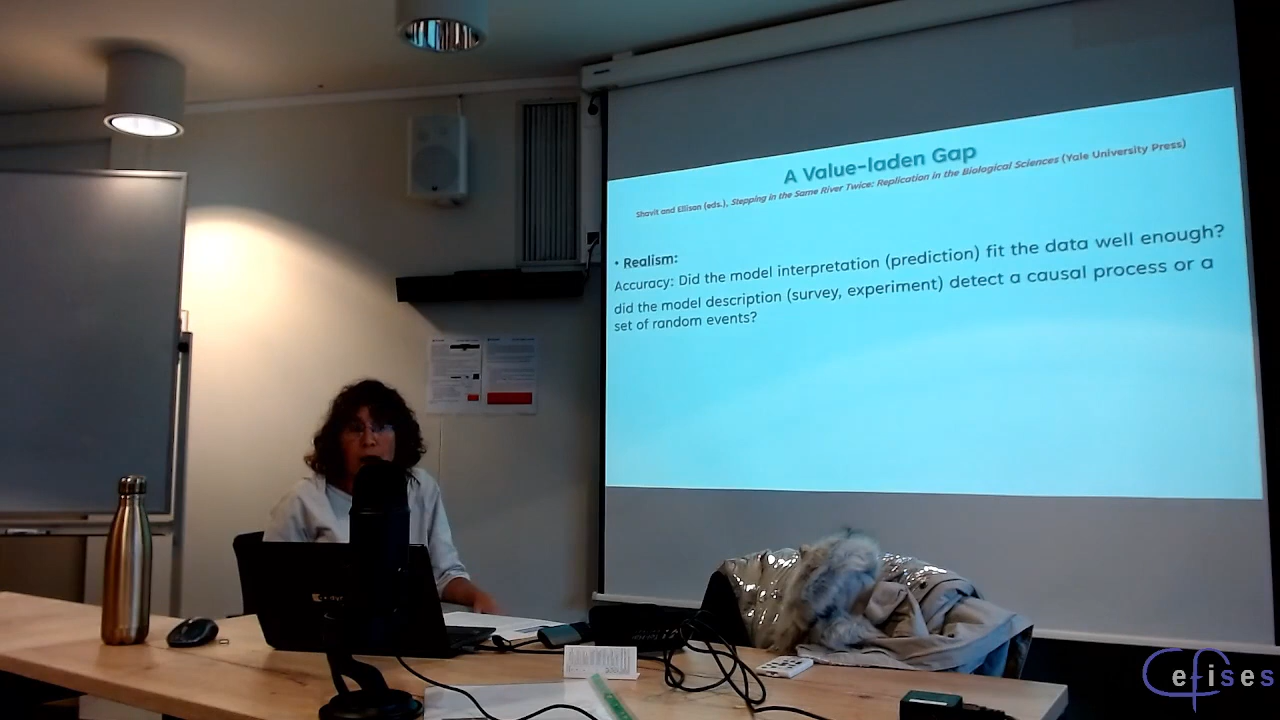 A Value-laden Gap
Shavit and Ellison (eds.), Stepping in the Same River Twice: Replication in the Biological Sciences (Yale University Press)
• Realism:
Accuracy: Did the model interpretation (prediction) fit the data well enough?
did the model description (survey, experiment) detect a causal process or a
set of random events?
Cefises